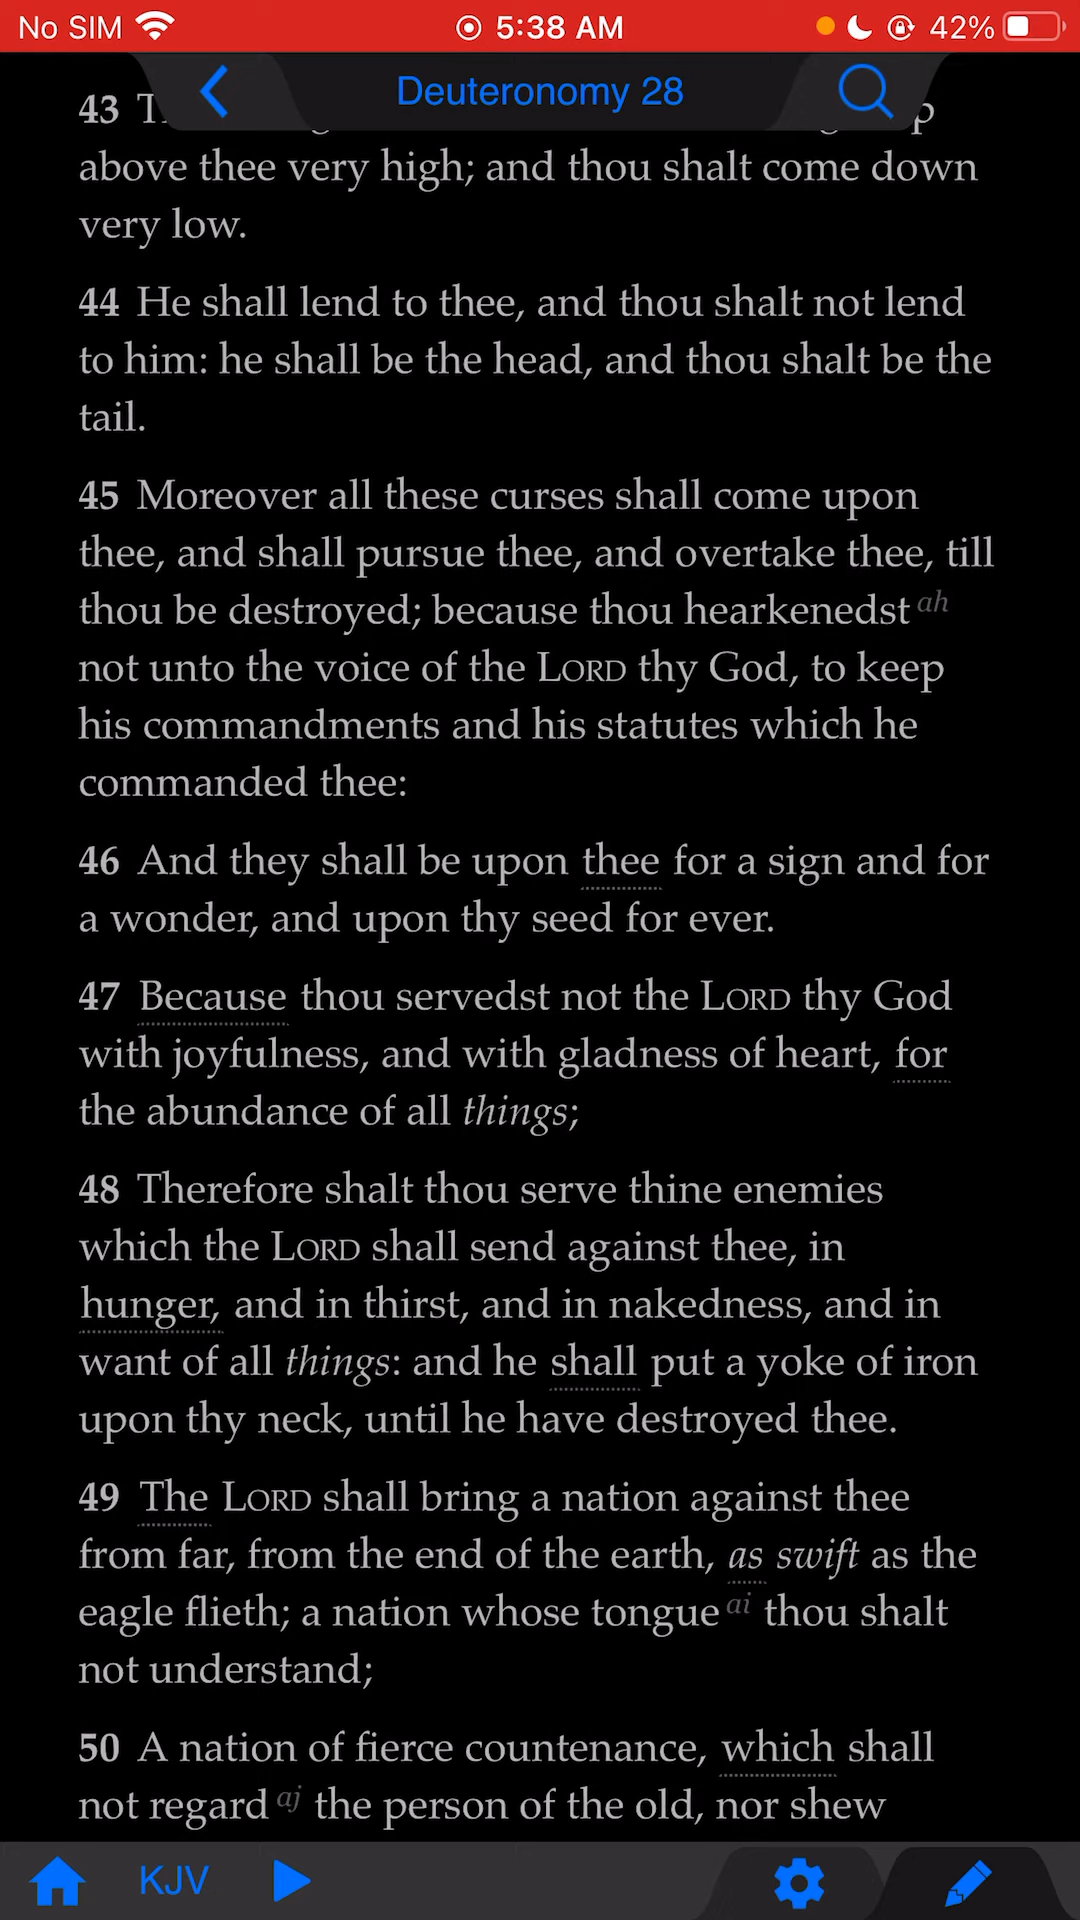 No SIM 5:38 AM 42%
Deuteronomy 28
43
above thee very high; and thou shalt come down
very low.
44 He shall lend to thee, and thou shalt not lend
to him: he shall be the head, and thou shalt be the
tail.
45 Moreover all these curses shall come upon
thee, and shall pursue thee, and overtake thee, till
thou be destroyed; because thou hearkenedst ah
not unto the voice of the LORD thy God, to keep
his commandments and his statutes which he
commanded thee:
46 And they shall be upon thee for a sign and for
a wonder, and upon thy seed for ever.
47 Because thou servedst not the LORD thy God
with joyfulness, and with gladness of heart, for
the abundance of all things;
48 Therefore shalt thou serve thine enemies
which the LORD shall send against thee, in
hunger, and in thirst, and in nakedness, and in
want of all things: and he shall put a yoke of iron
upon thy neck, until he have destroyed thee.
49 The LORD shall bring a nation against thee
from far, from the end of the earth, as swift as the
eagle flieth; a nation whose tongue ai thou shalt
not understand;
50 A nation of fierce countenance, which shall
not regard aj the person of the old, nor shew
KJV